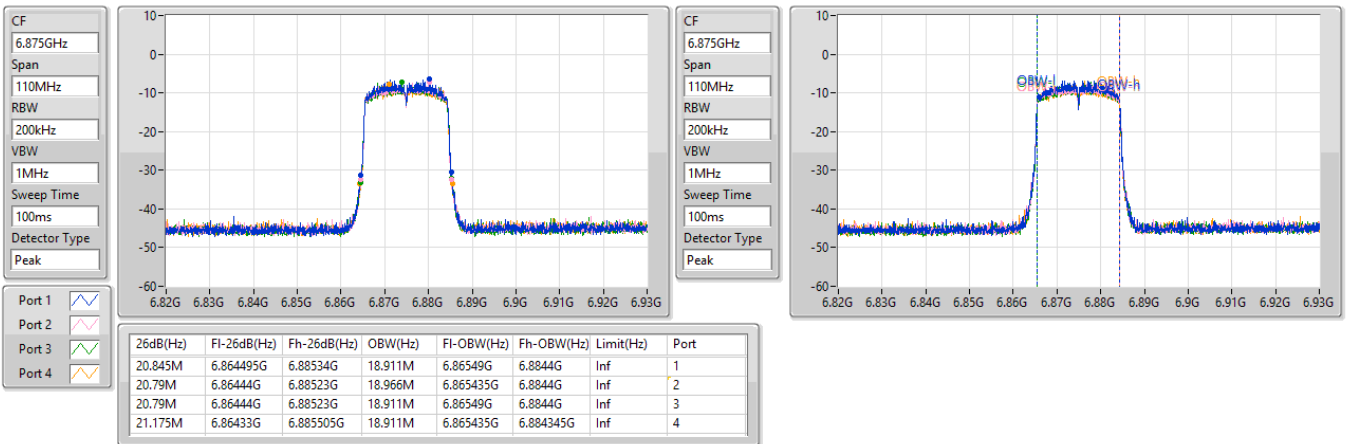 CF
6.875GHz
Span
110MHz
RBW
200kHz
VBW
1MHz
Sweep Time
100ms
Detector Type
Peak
10
0
-10
-20
-30
-40
-50
-60
6.82G 6.83G 6.84G 6.85G 6.86G 6.87G 6.88G 6.89G 6.9G 6.91G 6.92G 6.93G
CF
6.875GHz
Span
110MHz
RBW
200kHz
VBW
1MHz
Sweep Time
100ms
Detector Type
Peak
10
0
-10
-20
-30
-40
-50
-60
OBW-l OBW-h
6.82G 6.83G 6.84G 6.85G 6.86G 6.87G 6.88G 6.89G 6.9G 6.91G 6.92G 6.93G
Port 1
Port 2
Port 3
Port 4
26dB(Hz) Fl-26dB(Hz) Fh-26dB(Hz) OBW(Hz) Fl-OBW(Hz) Fh-OBW(Hz) Limit(Hz) Port
20.845M 6.864495G 6.88534G 18.911M 6.86549G 6.8844G Inf 1
20.79M 6.86444G 6.88523G 18.966M 6.865435G 6.8844G Inf 2
20.79M 6.86444G 6.88523G 18.911M 6.86549G 6.8844G Inf 3
21.175M 6.86433G 6.885505G 18.911M 6.865435G 6.884345G Inf 4